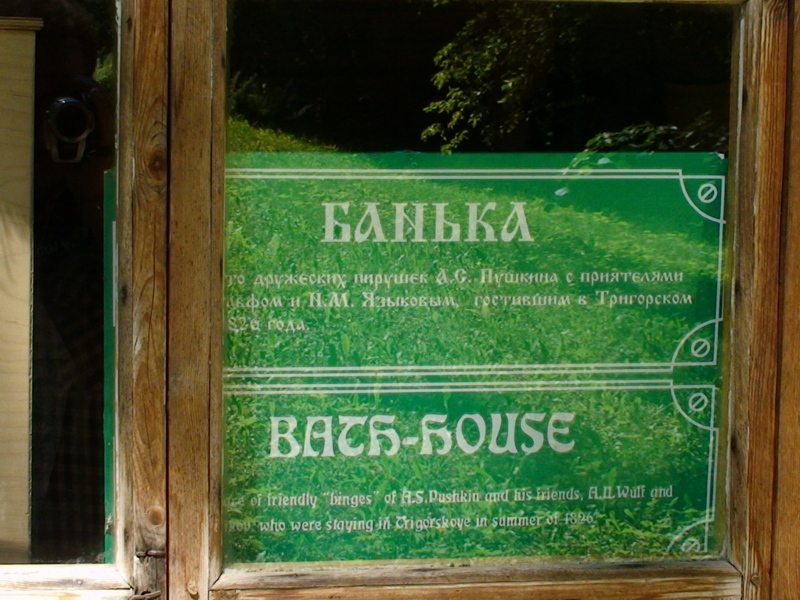 БАНЬКА
дружеских пирушек А.С. Пушкина с приятелями
и Н.М. Языковым, гостившим в Тригорском
года.
BATH-HOUSE
of friendly "binges" of A.S.Pushkin and his friends, A.N.Wulf and
who were staying in Trigorskoye in summer of 1826.